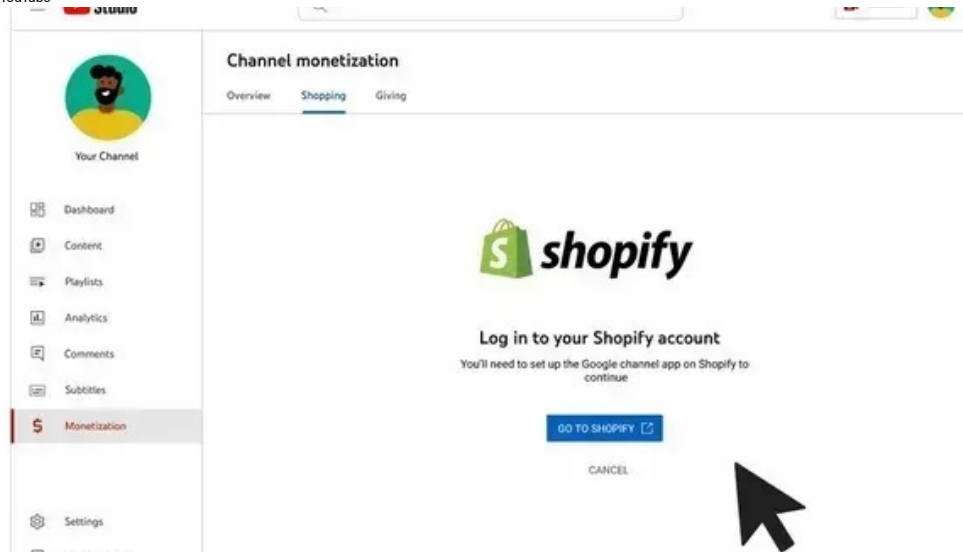 YouTube
Studio
Channel monetization
Overview Shopping Giving
Your Channel
Dashboard
Content
Playlists
Analytics
Comments
Subtitles
Monetization
Settings
shopify
Log in to your Shopify account
You'll need to set up the Google channel app on Shopify to
continue
GO TO SHOPIFY
CANCEL